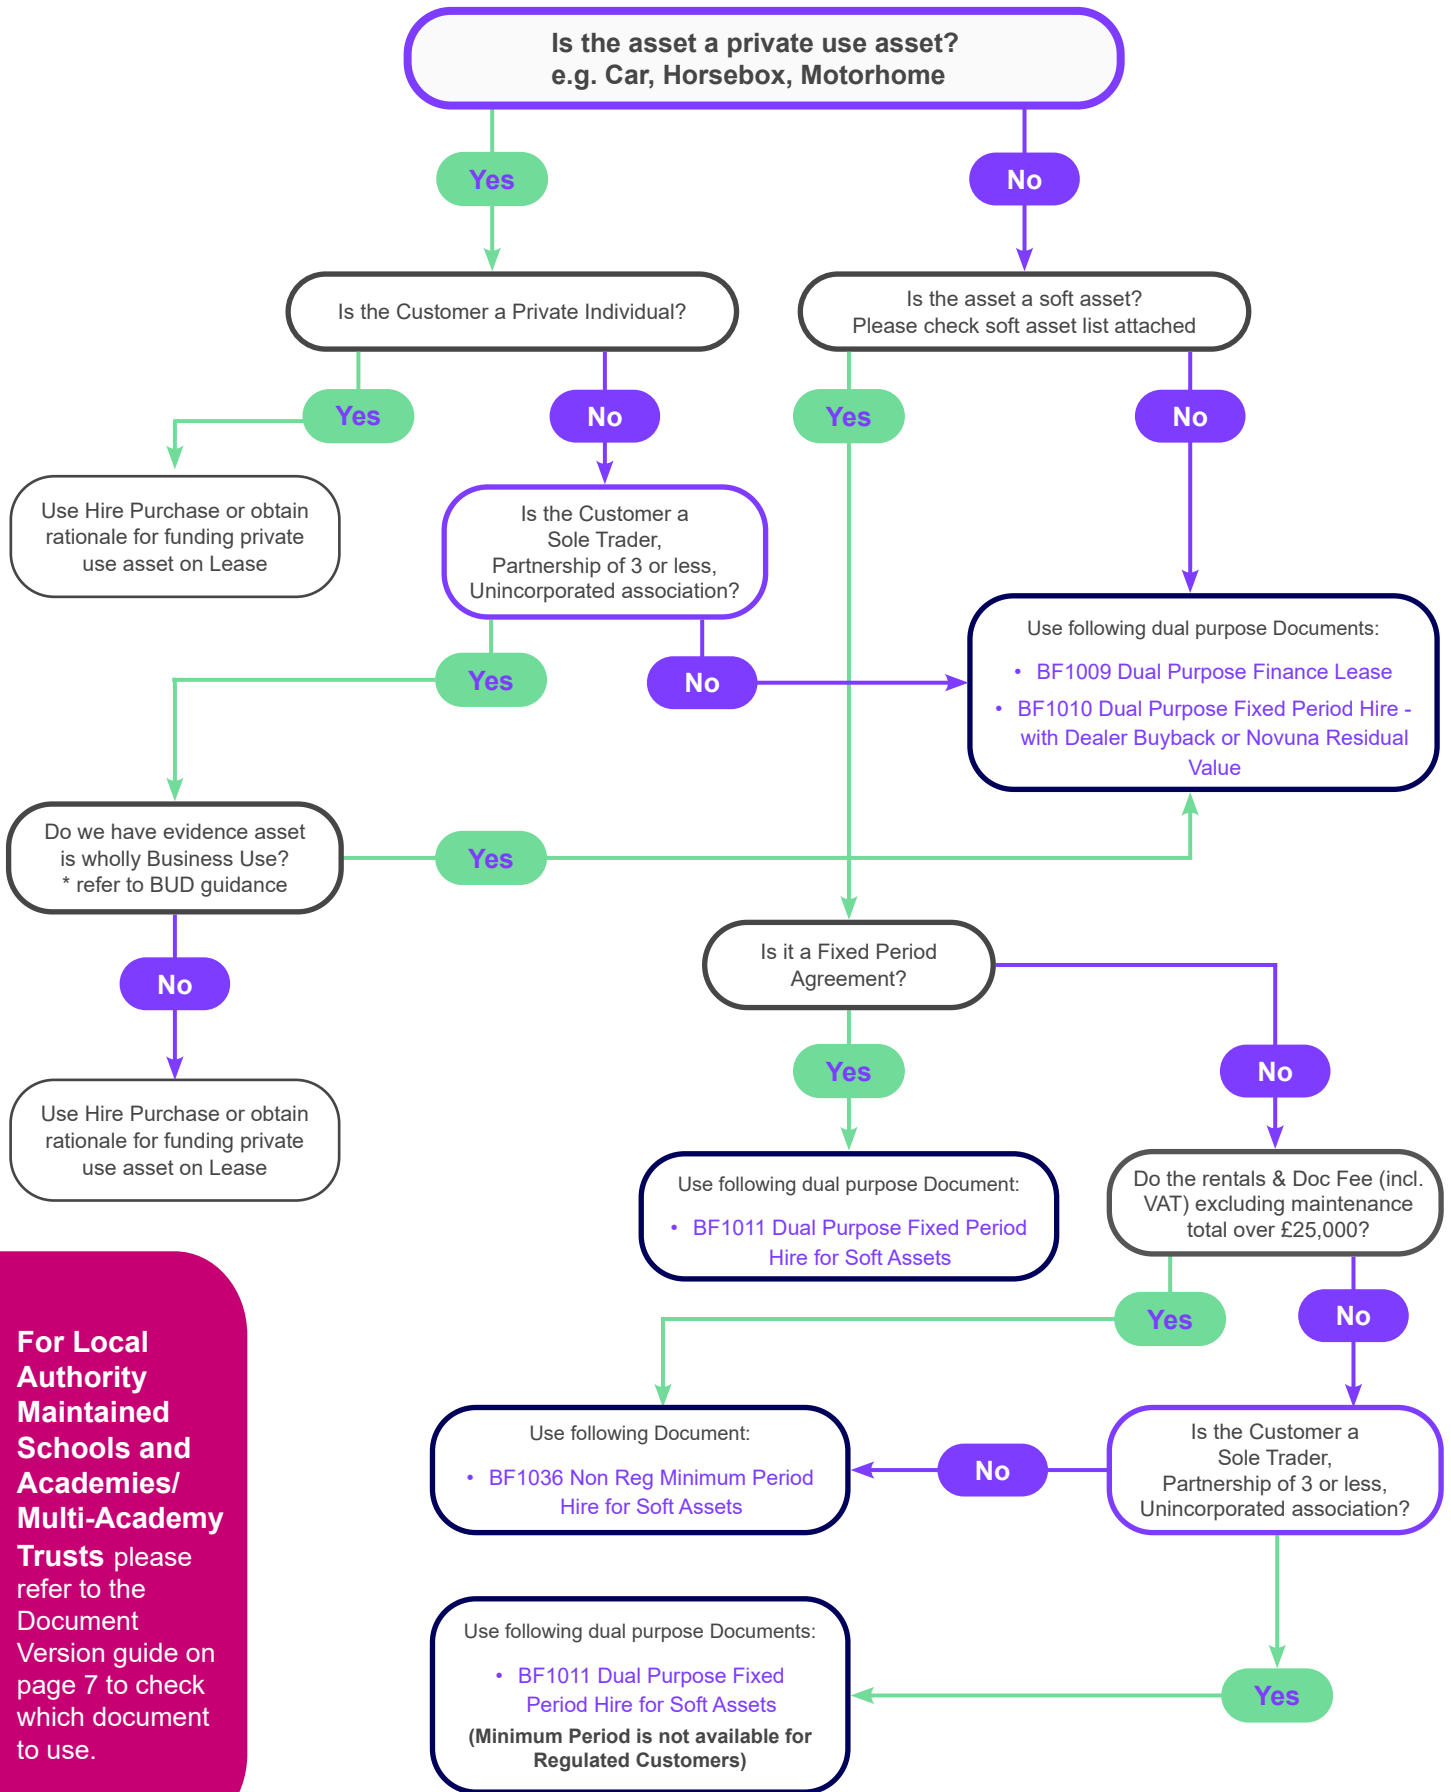 Is the asset a private use asset?
e.g. Car, Horsebox, Motorhome
Yes
No
Is the Customer a Private Individual?
Is the asset a soft asset?
Please check soft asset list attached
Yes
No
Yes
No
Use Hire Purchase or obtain
rationale for funding private
use asset on Lease
Is the Customer a
Sole Trader,
Partnership of 3 or less,
Unincorporated association?
Use following dual purpose Documents:
• BF1009 Dual Purpose Finance Lease
• BF1010 Dual Purpose Fixed Period Hire -
with Dealer Buyback or Novuna Residual
Value
Yes
No
Do we have evidence asset
is wholly Business Use?
* refer to BUD guidance
Yes
No
Use Hire Purchase or obtain
rationale for funding private
use asset on Lease
Is it a Fixed Period
Agreement?
Yes
No
Use following dual purpose Document:
• BF1011 Dual Purpose Fixed Period
Hire for Soft Assets
Do the rentals & Doc Fee (incl.
VAT) excluding maintenance
total over £25,000?
Yes
No
Use following Document:
• BF1036 Non Reg Minimum Period
Hire for Soft Assets
No
Is the Customer a
Sole Trader,
Partnership of 3 or less,
Unincorporated association?
Use following dual purpose Documents:
• BF1011 Dual Purpose Fixed
Period Hire for Soft Assets
(Minimum Period is not available for
Regulated Customers)
Yes
For Local
Authority
Maintained
Schools and
Academies/
Multi-Academy
Trusts please
refer to the
Document
Version guide on
page 7 to check
which document
to use.